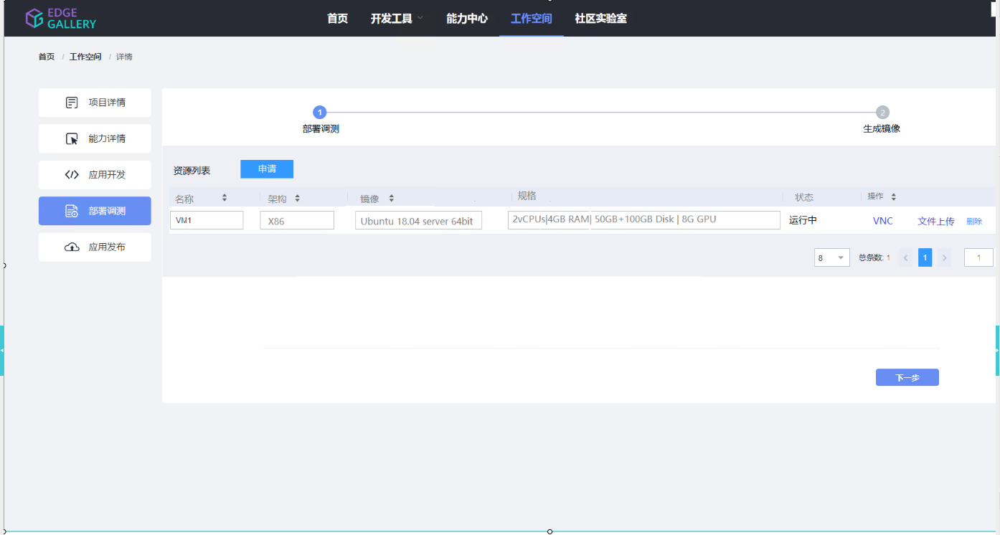 EDGE
GALLERY
首页 开发工具 能力中心 工作空间 社区实验室
首页 / 工作空间 / 详情
项目详情
能力详情
应用开发
部署调测
应用发布
1 2
部署调测 生成镜像
资源列表 申请
名称 架构 镜像 规格 状态 操作
VM1 X86 Ubuntu 18.04 server 64bit 2vCPUs|4GB RAM| 50GB+100GB Disk | 8G GPU 运行中 VNC 文件上传 删除
8 总条数: 1 < 1 > 1
下一步